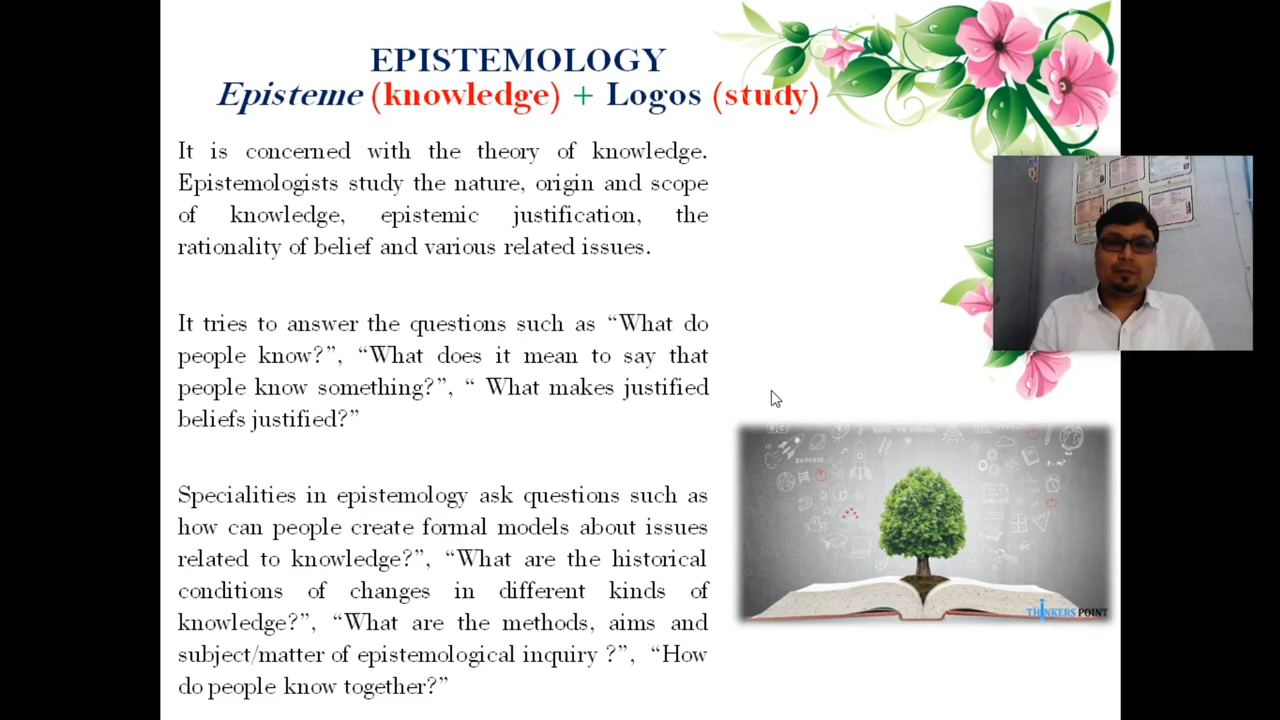 EPISTEMOLOGY
Episteme (knowledge) + Logos (study)
It is concerned with the theory of knowledge.
Epistemologists study the nature, origin and scope
of knowledge, epistemic justification, the
rationality of belief and various related issues.
It tries to answer the questions such as “What do
people know?”, “What does it mean to say that
people know something?”, “ What makes justified
beliefs justified?”
Specialities in epistemology ask questions such as
how can people create formal models about issues
related to knowledge?”, “What are the historical
conditions of changes in different kinds of
knowledge?”, “What are the methods, aims and
subject/matter of epistemological inquiry ?”, “How
do people know together?”
THINKERS POINT